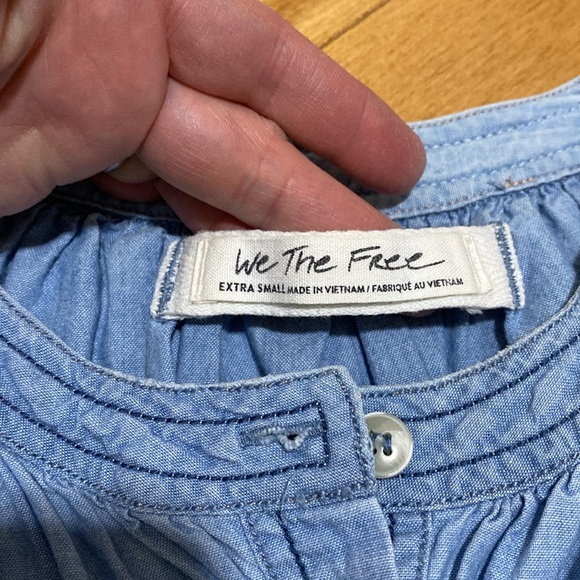 We The Free
EXTRA SMALL MADE IN VIETNAM / FABRIQUÉ AU VIETNAM